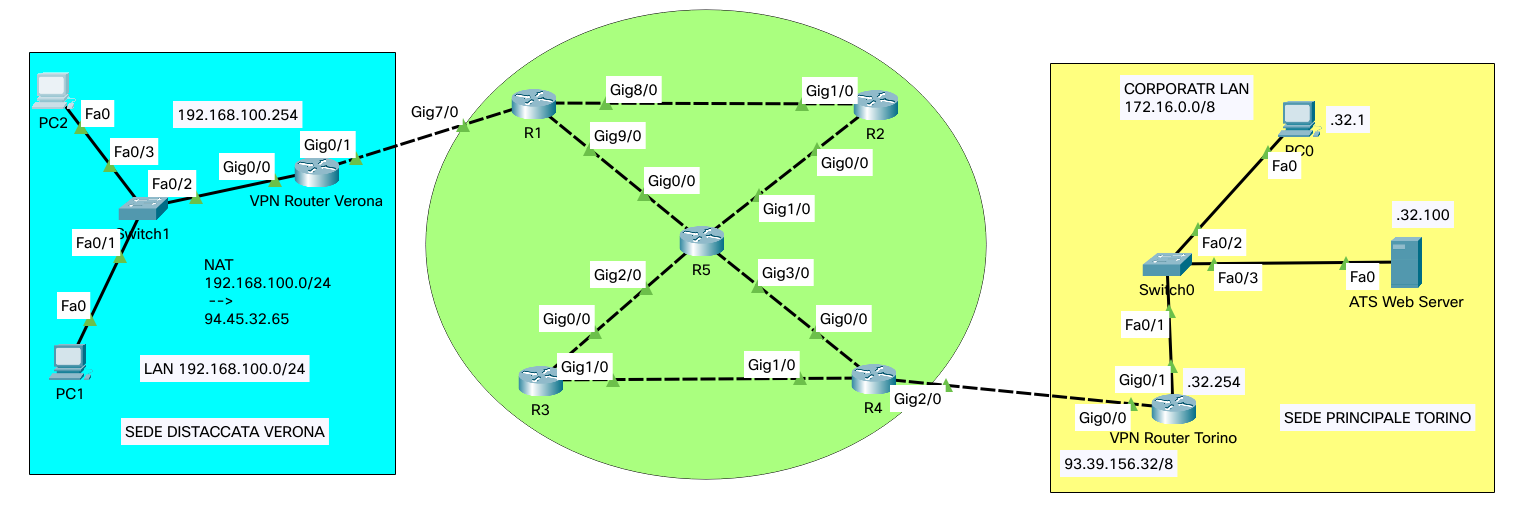 PC2
Fa0
Fa0/3
192.168.100.254
Gig0/1
Gig0/0
Fa0/2
VPN Router Verona
Switch1
Fa0/1
NAT
192.168.100.0/24
-->
94.45.32.65
Fa0
LAN 192.168.100.0/24
PC1
SEDE DISTACCATA VERONA
Gig7/0
Gig8/0
Gig1/0
R1
R2
Gig9/0
Gig0/0
Gig0/0
Gig1/0
R5
Gig2/0
Gig3/0
Gig0/0
Gig0/0
Gig1/0
Gig1/0
R3
R4
Gig2/0
CORPORATR LAN
172.16.0.0/8
.32.1
PC0
Fa0
.32.100
Fa0/2
Fa0/3
Fa0
Switch0
ATS Web Server
Fa0/1
Gig0/1
.32.254
Gig0/0
VPN Router Torino
SEDE PRINCIPALE TORINO
93.39.156.32/8